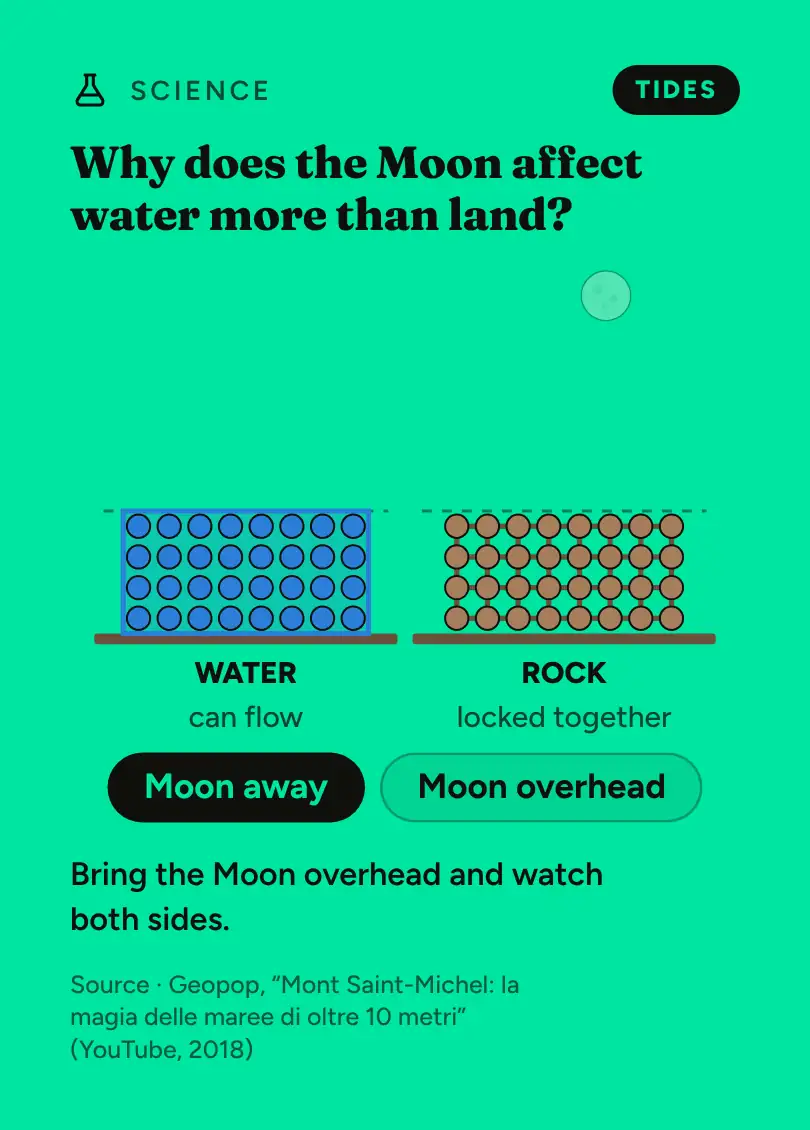 SCIENCE
TIDES
Why does the Moon affect
water more than land?
WATER
can flow
ROCK
locked together
Moon away
Moon overhead
Bring the Moon overhead and watch
both sides.
Source · Geopop, “Mont Saint-Michel: la
magia delle maree di oltre 10 metri”
(YouTube, 2018)